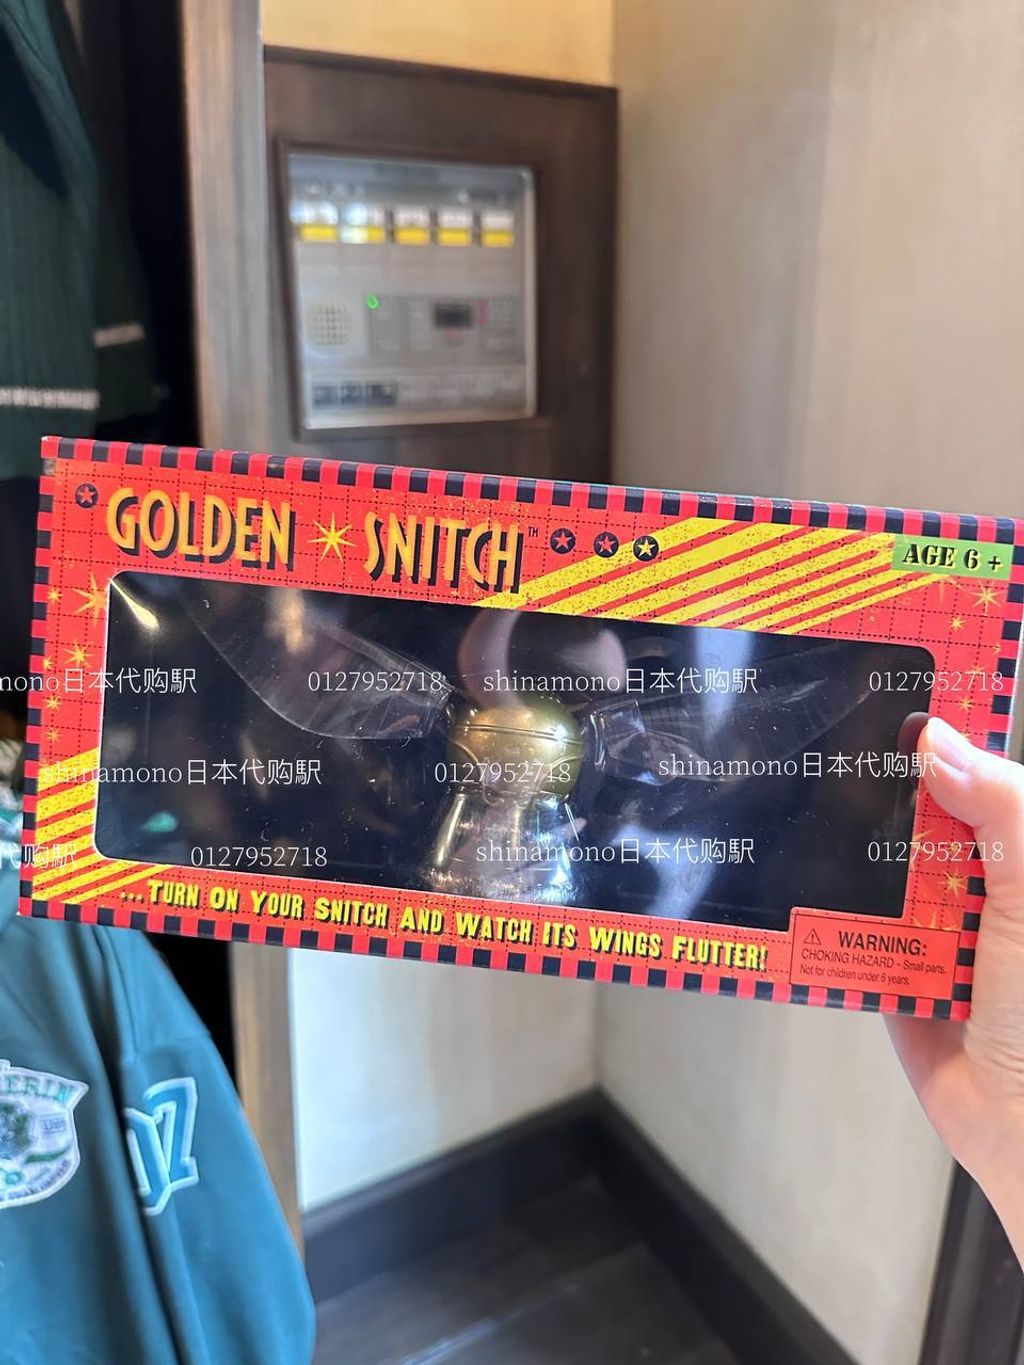 GOLDEN SNITCH™
AGE 6 +
mono日本代购駅 0127952718 shinamono日本代购駅 0127952718
shinamono日本代购駅 0127952718 shinamono日本代购駅
代购駅 0127952718 shinamono日本代购駅 0127952718
...TURN ON YOUR SNITCH AND WATCH ITS WINGS FLUTTER!
WARNING:
CHOKING HAZARD - Small parts.
Not for children under 6 years.
ERIN
07